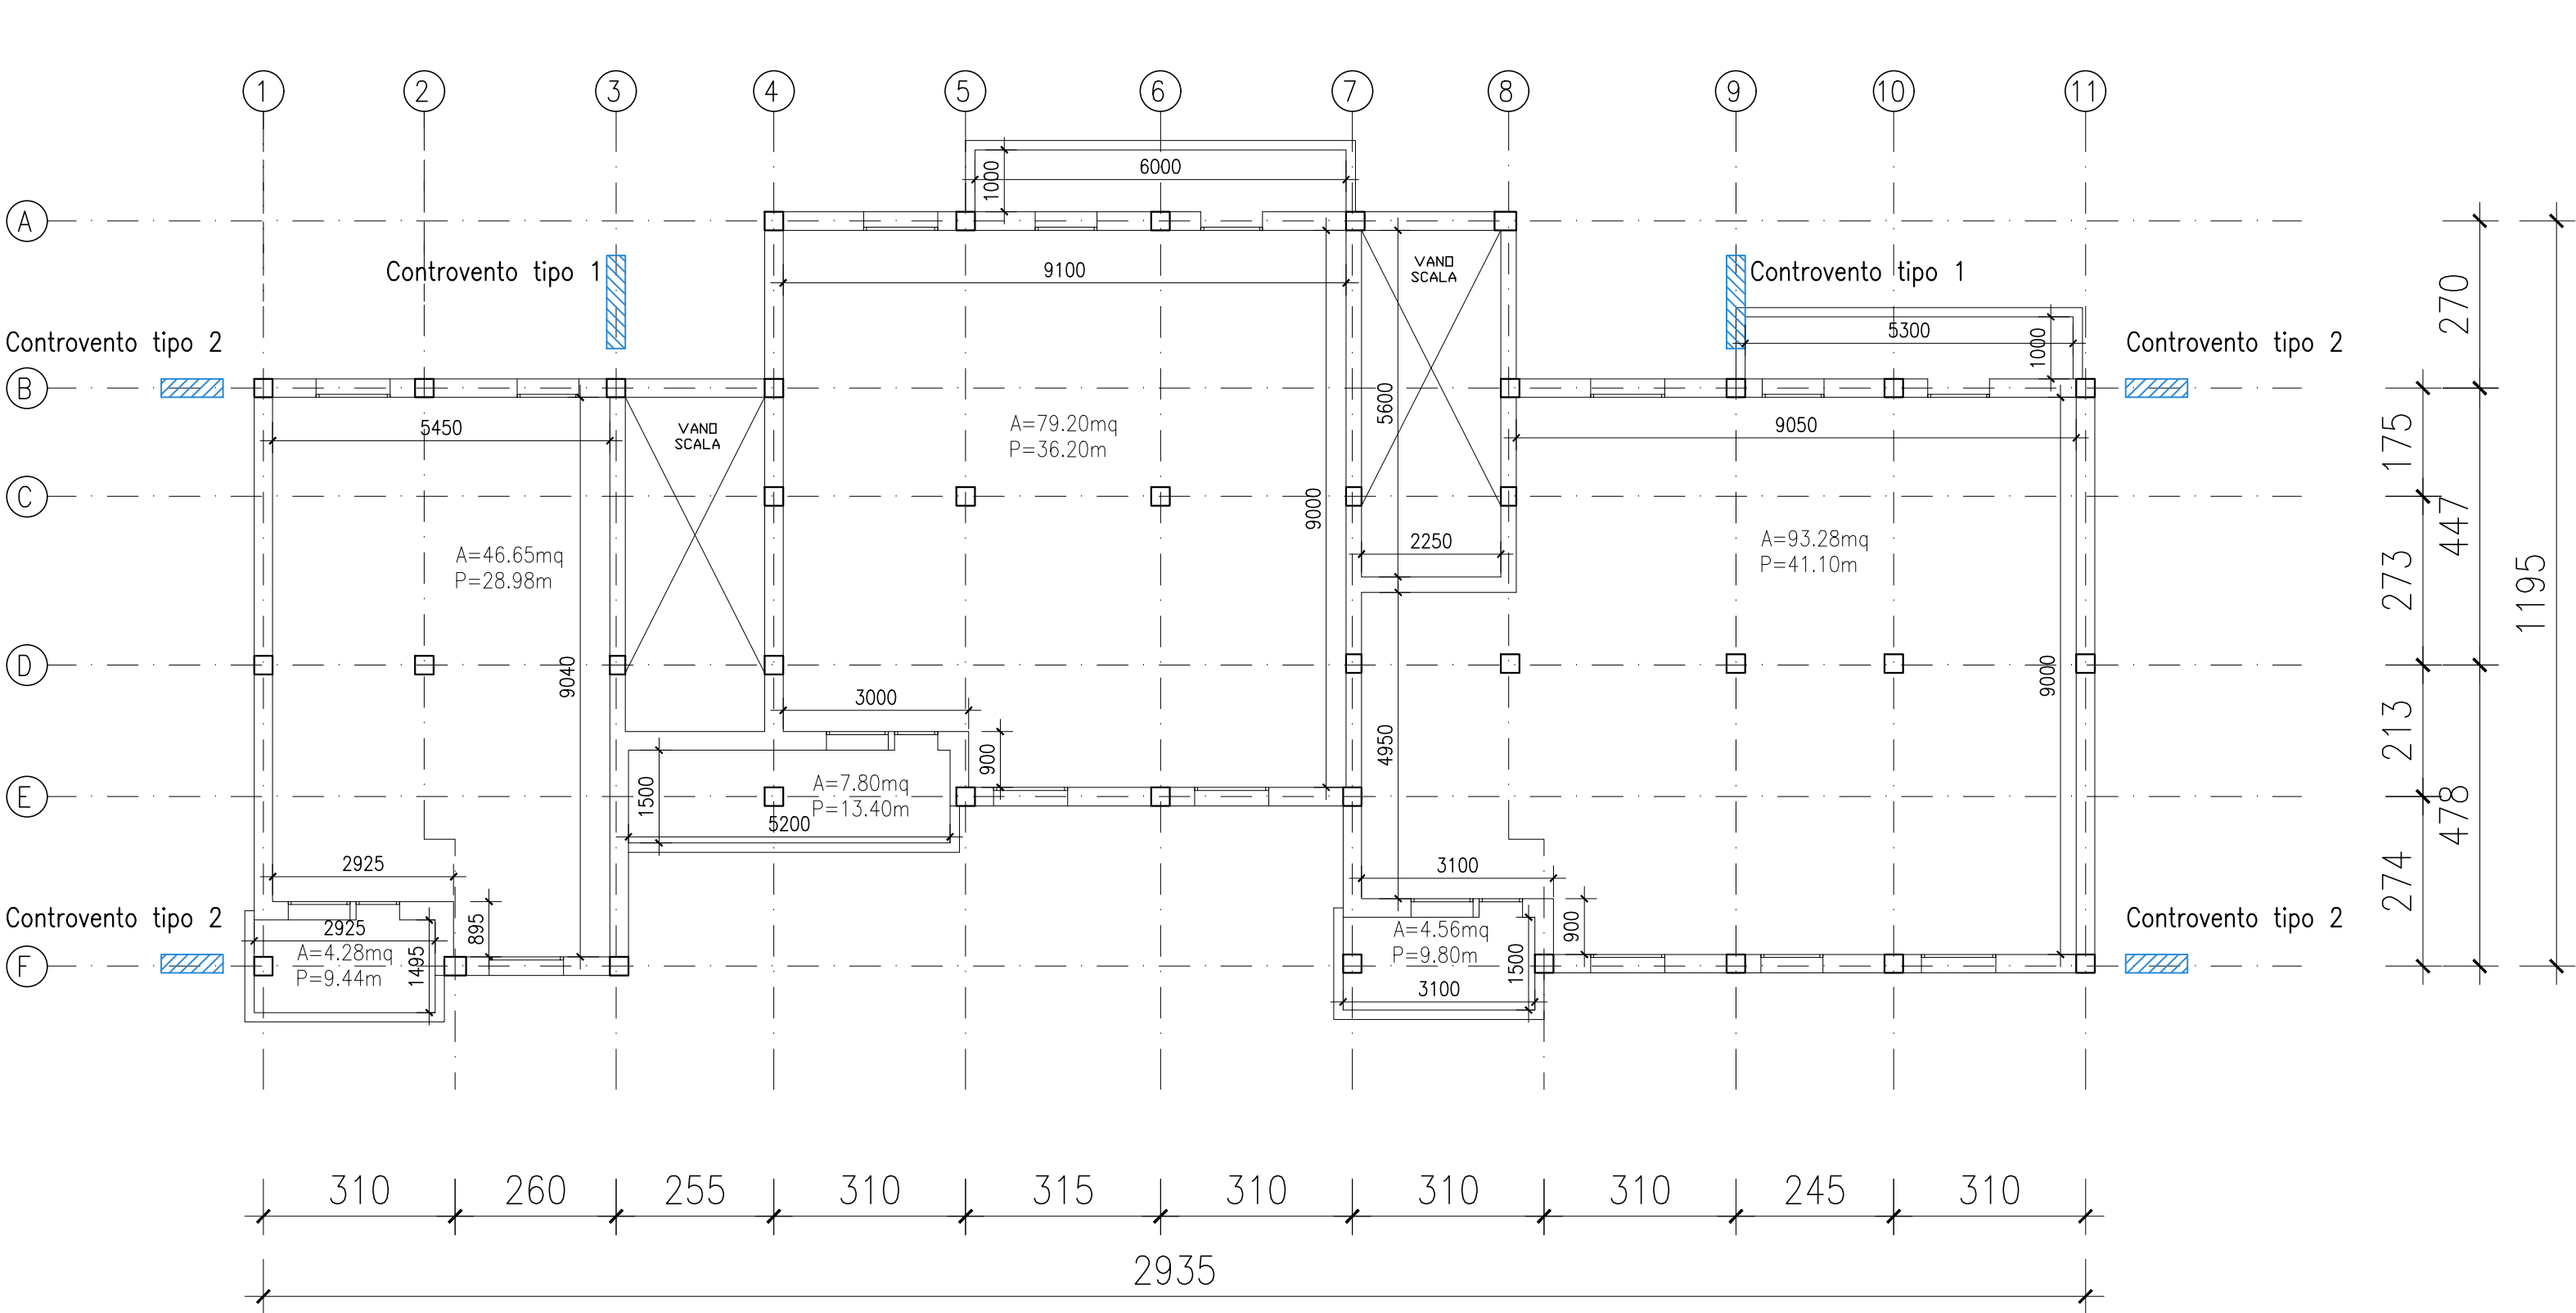 1 2 3 4 5 6 7 8 9 10 11
6000
1000
A
9100
VANO
SCALA
Controvento tipo 1
Controvento tipo 1
270
5300
1000
Controvento tipo 2
Controvento tipo 2
B
5450
VANO
SCALA
A=79.20mq
P=36.20m
5600
9050
175
C
9000
2250
A=46.65mq
P=28.98m
A=93.28mq
P=41.10m
447
273
1195
D
9040
9000
3000
900
4950
213
E
1500
A=7.80mq
P=13.40m
5200
478
2925
3100
274
Controvento tipo 2
Controvento tipo 2
2925
895
A=4.28mq
P=9.44m
1495
900
A=4.56mq
P=9.80m
1500
F
3100
310 260 255 310 315 310 310 310 245 310
2935